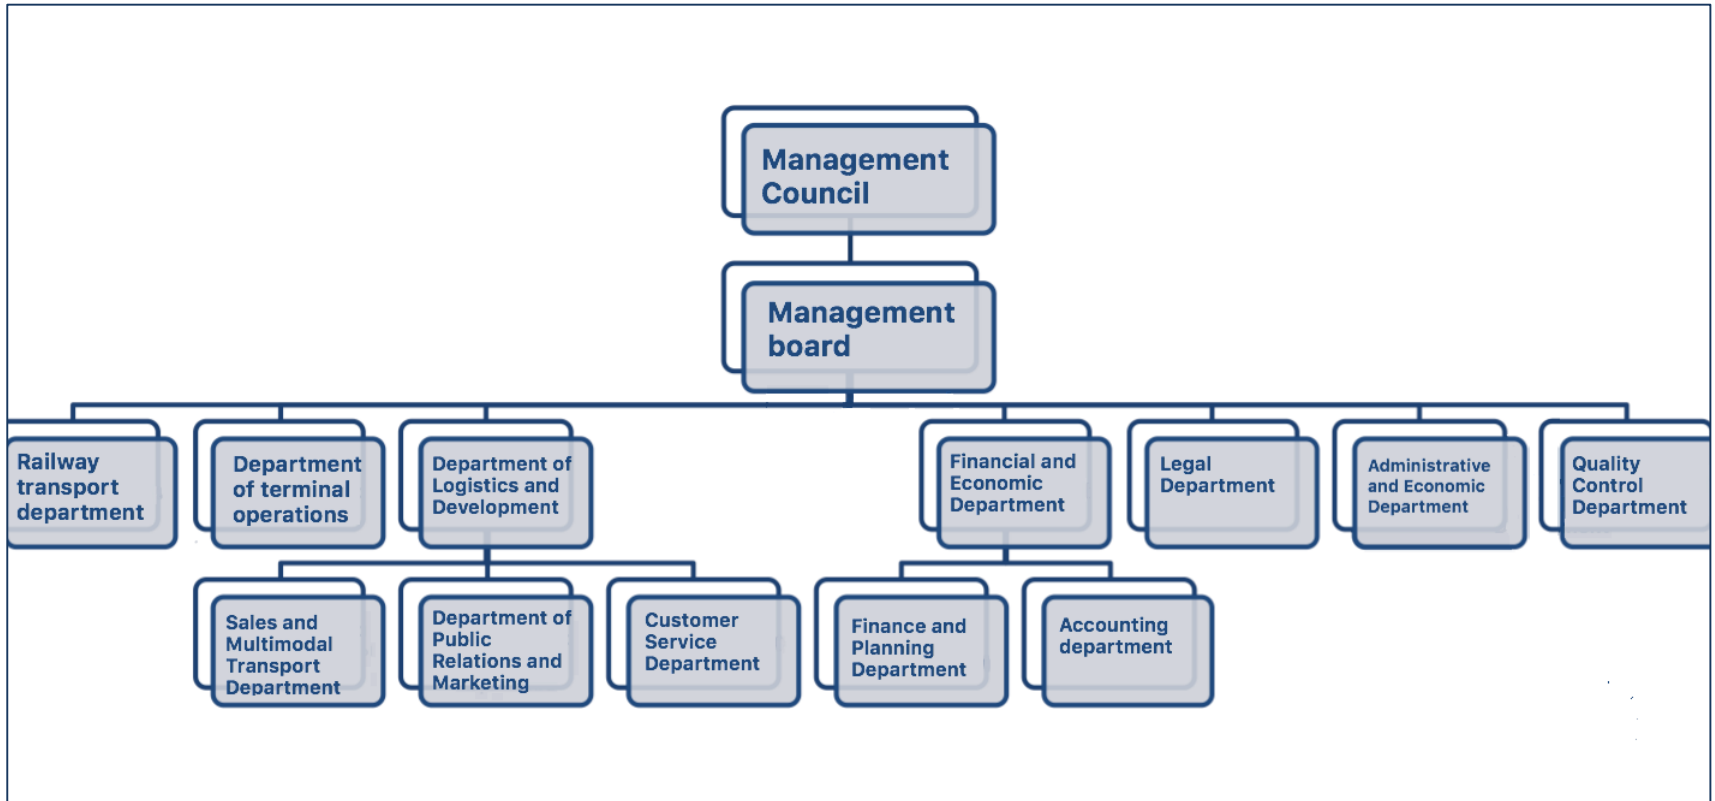 Management
Council
Management
board
Railway
transport
department
Department
of terminal
operations
Department of
Logistics and
Development
Financial and
Economic
Department
Legal
Department
Administrative
and Economic
Department
Quality
Control
Department
Sales and
Multimodal
Transport
Department
Department of
Public
Relations and
Marketing
Customer
Service
Department
Finance and
Planning
Department
Accounting
department